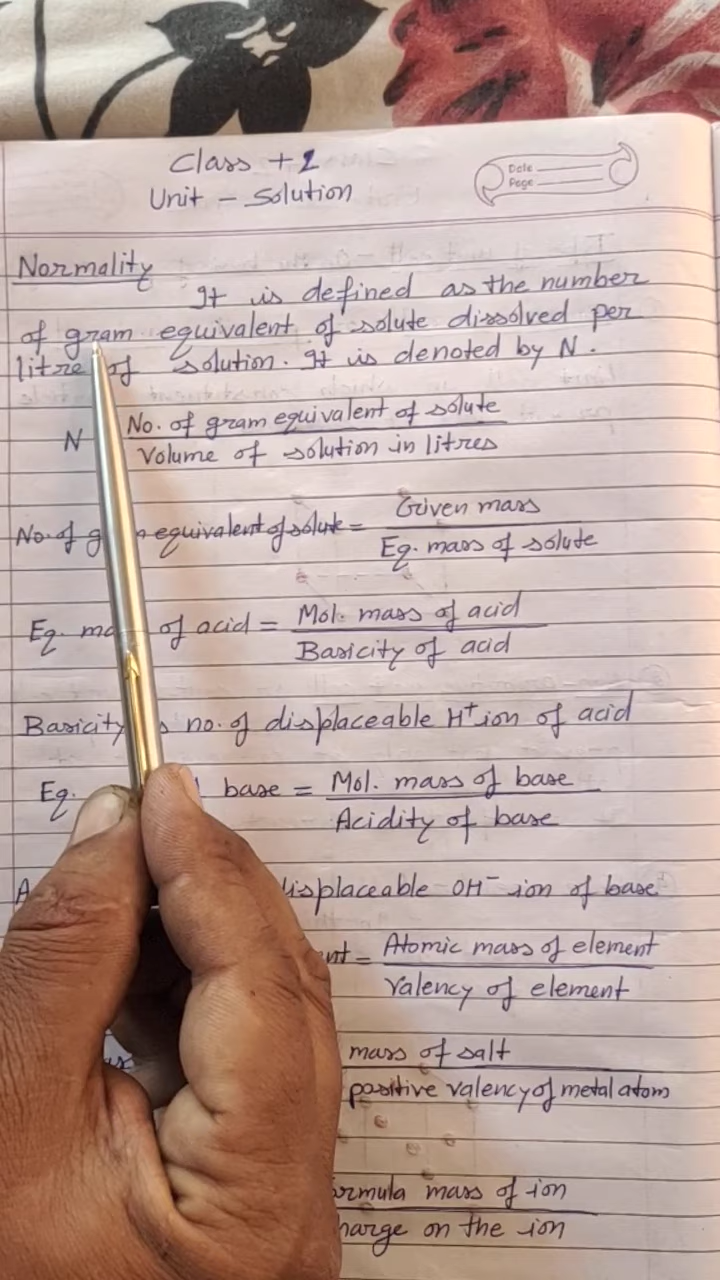 Class +2
Unit - Solution
Date
Page
Normality
It is defined as the number
of gram equivalent of solute dissolved per
litre of solution. It is denoted by N.
N No. of gram equivalent of solute
Volume of solution in litres
No. of equivalent of solute = Given mass
Eq. mass of solute
Eq. of acid = Mol. mass of acid
Basicity of acid
Basicity no. of displaceable H+ ion of acid
Eq. base = Mol. mass of base
Acidity of base
displaceable OH- ion of base
= Atomic mass of element
Valency of element
mass of salt
positive valency of metal atom
mass of ion
on the ion